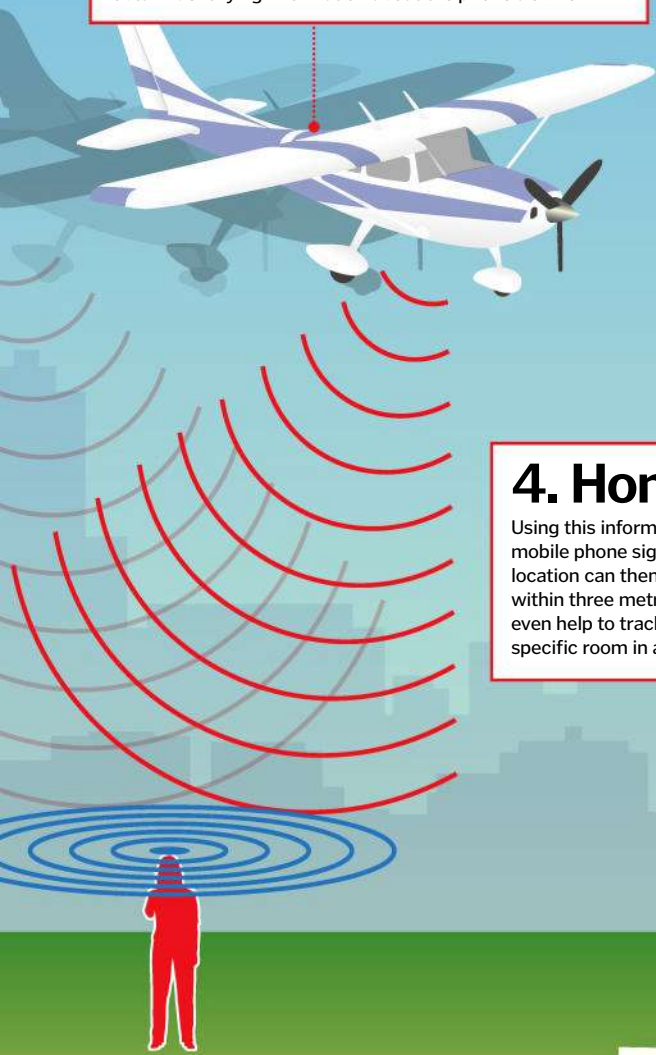 4. Hon
Using this inform
mobile phone sig
location can then
within three metr
even help to track
specific room in a